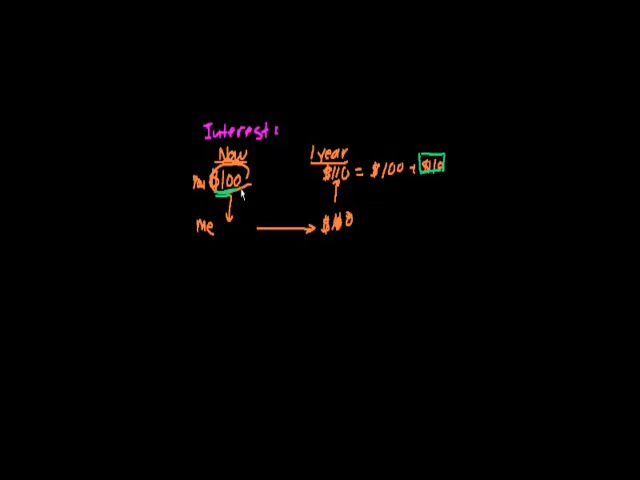 Interest:
Now 1 year
You $100 $110 = $100 + $10
Me